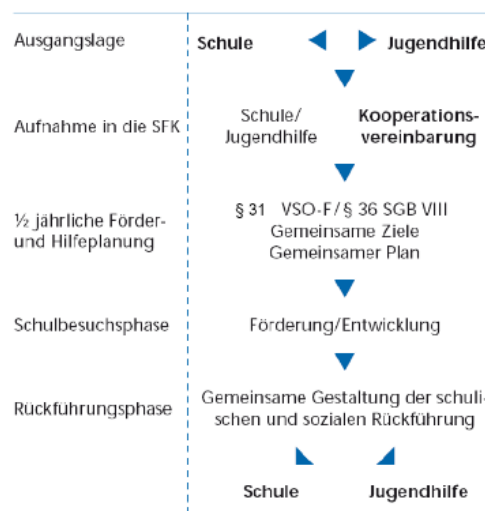 Ausgangslage
Schule
Jugendhilfe
Aufnahme in die SFK
Schule/
Jugendhilfe
Kooperations-
vereinbarung
½ jährliche Förder-
und Hilfeplanung
§ 31 VSO-F/ § 36 SGB VIII
Gemeinsame Ziele
Gemeinsamer Plan
Schulbesuchsphase
Förderung/Entwicklung
Rückführungsphase
Gemeinsame Gestaltung der schuli-
schen und sozialen Rückführung
Schule
Jugendhilfe